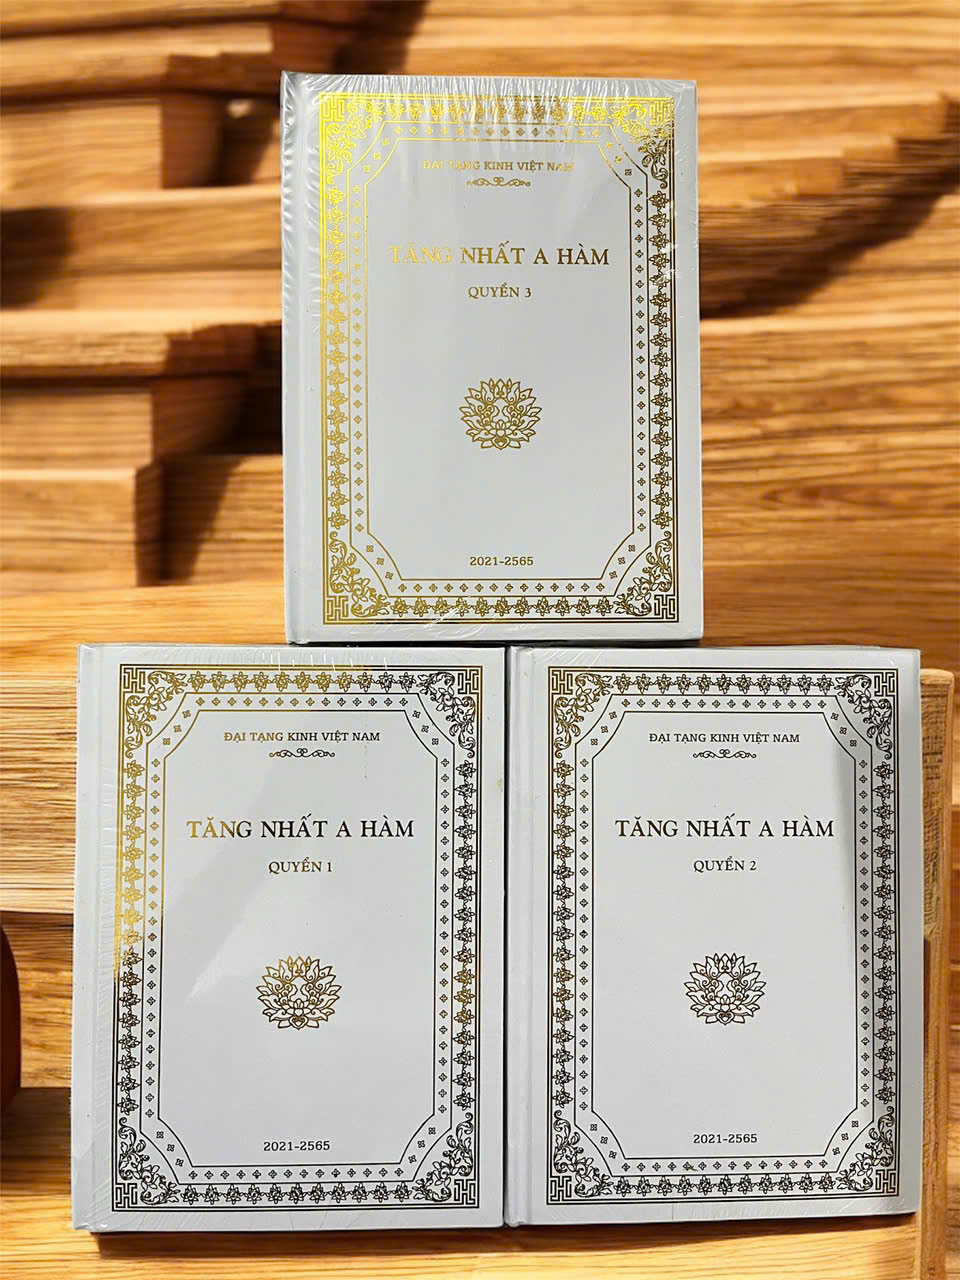 ĐẠI TẠNG KINH VIỆT NAM
TĂNG NHẤT A HÀM
QUYỂN 3
2021-2565
ĐẠI TẠNG KINH VIỆT NAM
TĂNG NHẤT A HÀM
QUYỂN 1
2021-2565
ĐẠI TẠNG KINH VIỆT NAM
TĂNG NHẤT A HÀM
QUYỂN 2
2021-2565